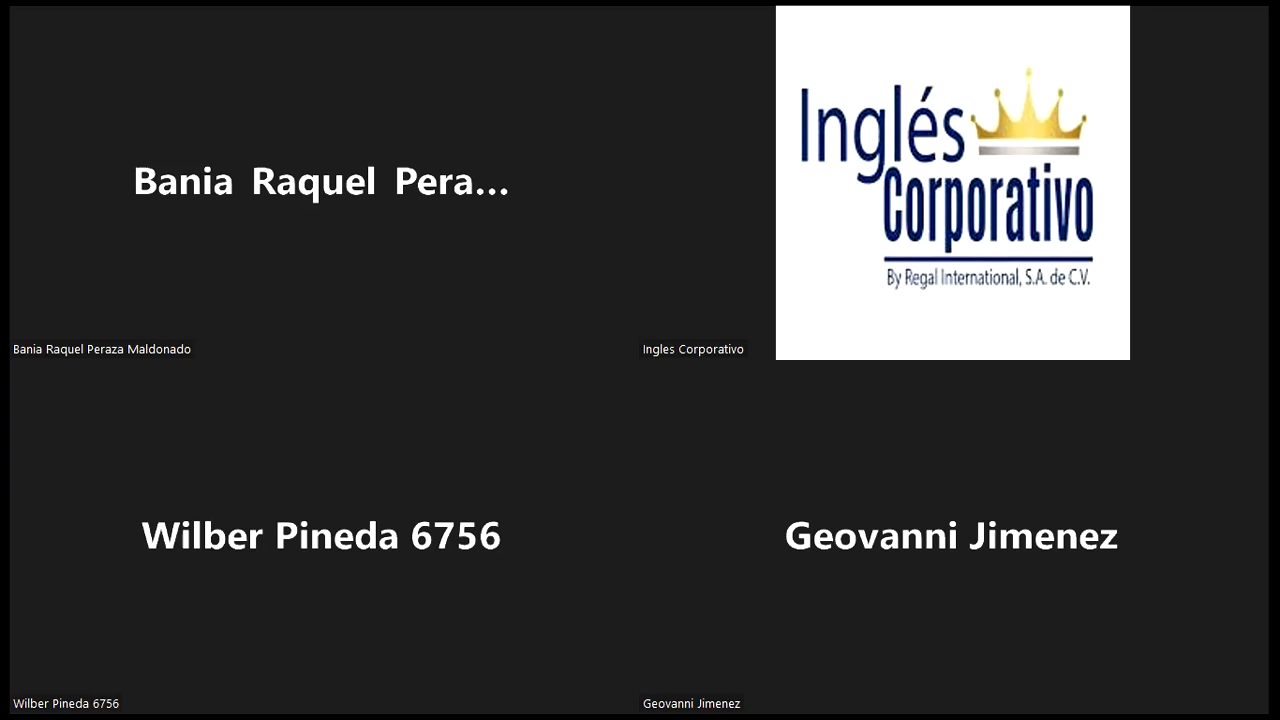 Bania Raquel Pera...
Bania Raquel Peraza Maldonado
Inglés
Corporativo
By Regal International, S.A. de C.V.
Ingles Corporativo
Wilber Pineda 6756
Wilber Pineda 6756
Geovanni Jimenez
Geovanni Jimenez